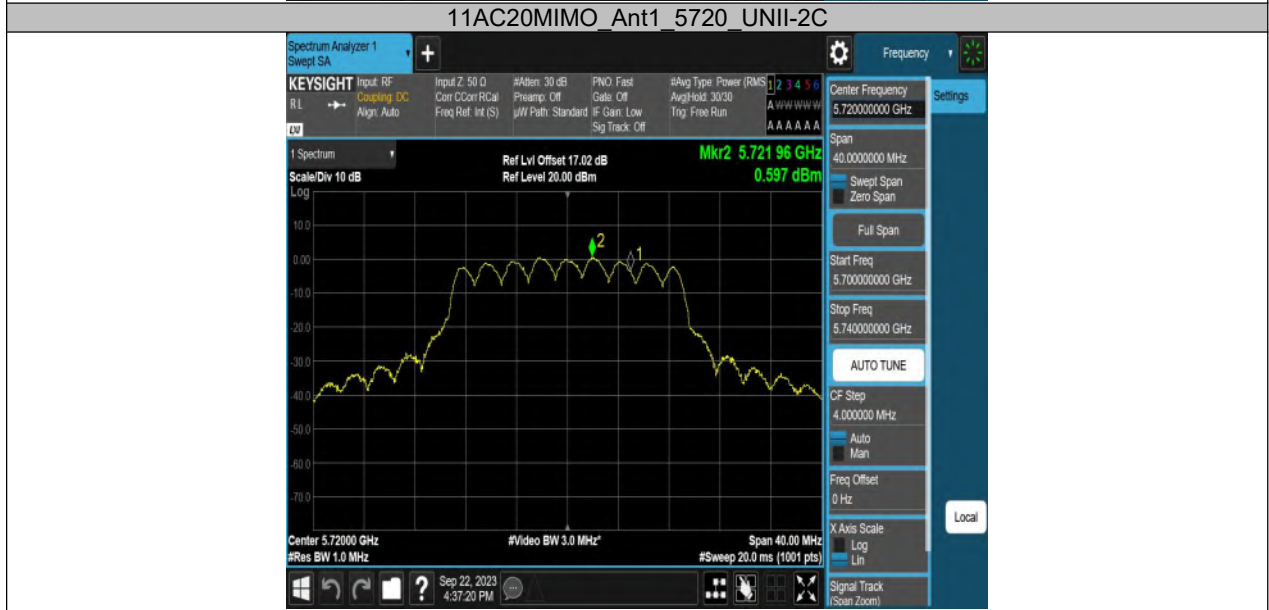 11AC20MIMO_Ant1_5720_UNII-2C
Spectrum Analyzer 1
Swept SA
+
Frequency
KEYSIGHT
RL
LXI
Input: RF
Coupling: DC
Align: Auto
Input Z: 50 Ω
Corr CCorr RCal
Freq Ref: Int (S)
#Atten: 30 dB
Preamp: Off
µW Path: Standard
PNO: Fast
Gate: Off
IF Gain: Low
Sig Track: Off
#Avg Type: Power (RMS
Avg|Hold: 30/30
Trig: Free Run
1 2 3 4 5 6
A W W W W W
A A A A A A
Center Frequency
5.720000000 GHz
Settings
Span
40.0000000 MHz
Swept Span
Zero Span
Full Span
Start Freq
5.700000000 GHz
Stop Freq
5.740000000 GHz
AUTO TUNE
CF Step
4.000000 MHz
Auto
Man
Freq Offset
0 Hz
X Axis Scale
Log
Lin
Signal Track
(Span Zoom)
Local
1 Spectrum
Scale/Div 10 dB
Ref Lvl Offset 17.02 dB
Ref Level 20.00 dBm
Mkr2 5.721 96 GHz
0.597 dBm
Log
10.0
0.00
-10.0
-20.0
-30.0
-40.0
-50.0
-60.0
-70.0
2
1
Center 5.72000 GHz
#Video BW 3.0 MHz*
Span 40.00 MHz
#Res BW 1.0 MHz
#Sweep 20.0 ms (1001 pts)
?
Sep 22, 2023
4:37:20 PM